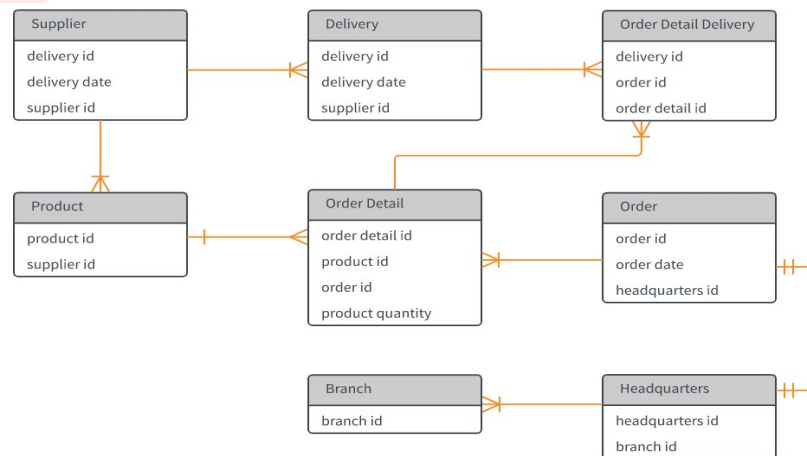 Supplier
delivery id
delivery date
supplier id
Delivery
delivery id
delivery date
supplier id
Order Detail Delivery
delivery id
order id
order detail id
Product
product id
supplier id
Order Detail
order detail id
product id
order id
product quantity
Order
order id
order date
headquarters id
Branch
branch id
Headquarters
headquarters id
branch id